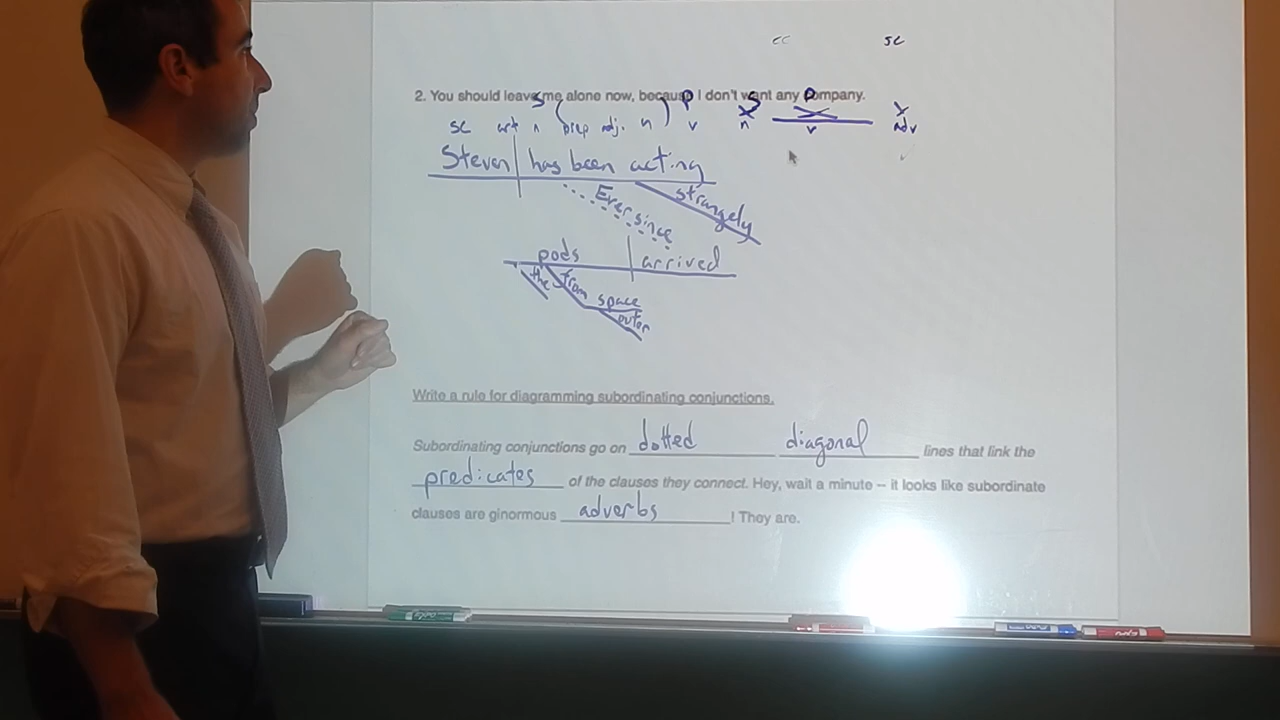 cc sc
2. You should leave me alone now, because I don't want any company.
S ( ) P S P
sc art n prep adj. n v n v adv
Steven has been acting
Ever since strangely
pods arrived
the from space
outer
Write a rule for diagramming subordinating conjunctions.
Subordinating conjunctions go on dotted diagonal lines that link the
predicates of the clauses they connect. Hey, wait a minute – it looks like subordinate
clauses are ginormous adverbs! They are.